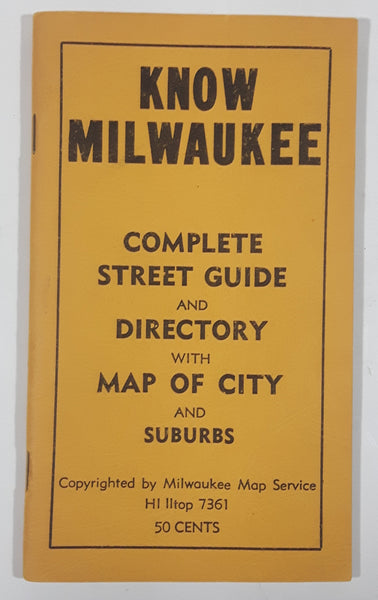 KNOW
MILWAUKEE
COMPLETE
STREET GUIDE
AND
DIRECTORY
WITH
MAP OF CITY
AND
SUBURBS
Copyrighted by Milwaukee Map Service
HI lltop 7361
50 CENTS